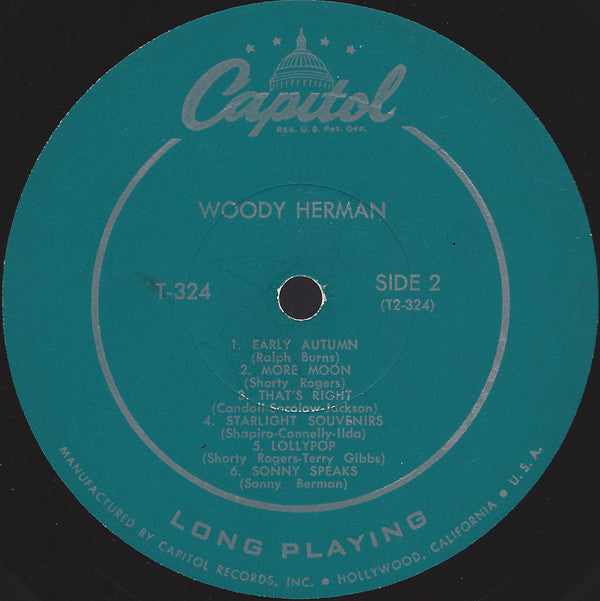 Capitol
REG. U.S. PAT. OFF.
WOODY HERMAN
T-324
SIDE 2
(T2-324)
1. EARLY AUTUMN
(Ralph Burns)
2. MORE MOON
(Shorty Rogers)
3. THAT'S RIGHT
(Candoli-Socolow-Jackson)
4. STARLIGHT SOUVENIRS
(Shapiro-Connelly-Ilda)
5. LOLLYPOP
(Shorty Rogers-Terry Gibbs)
6. SONNY SPEAKS
(Sonny Berman)
LONG PLAYING
MANUFACTURED BY CAPITOL RECORDS, INC. • HOLLYWOOD, CALIFORNIA • U.S.A.